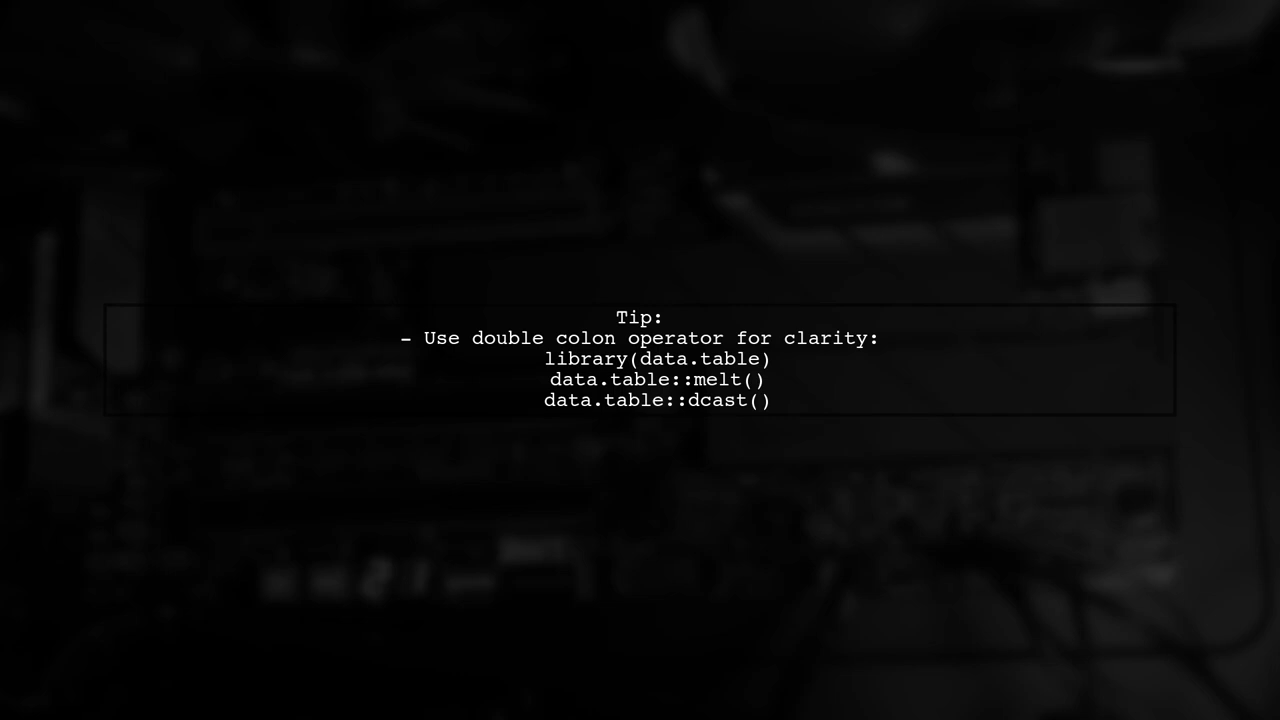 Tip:
- Use double colon operator for clarity:
library(data.table)
data.table::melt()
data.table::dcast()